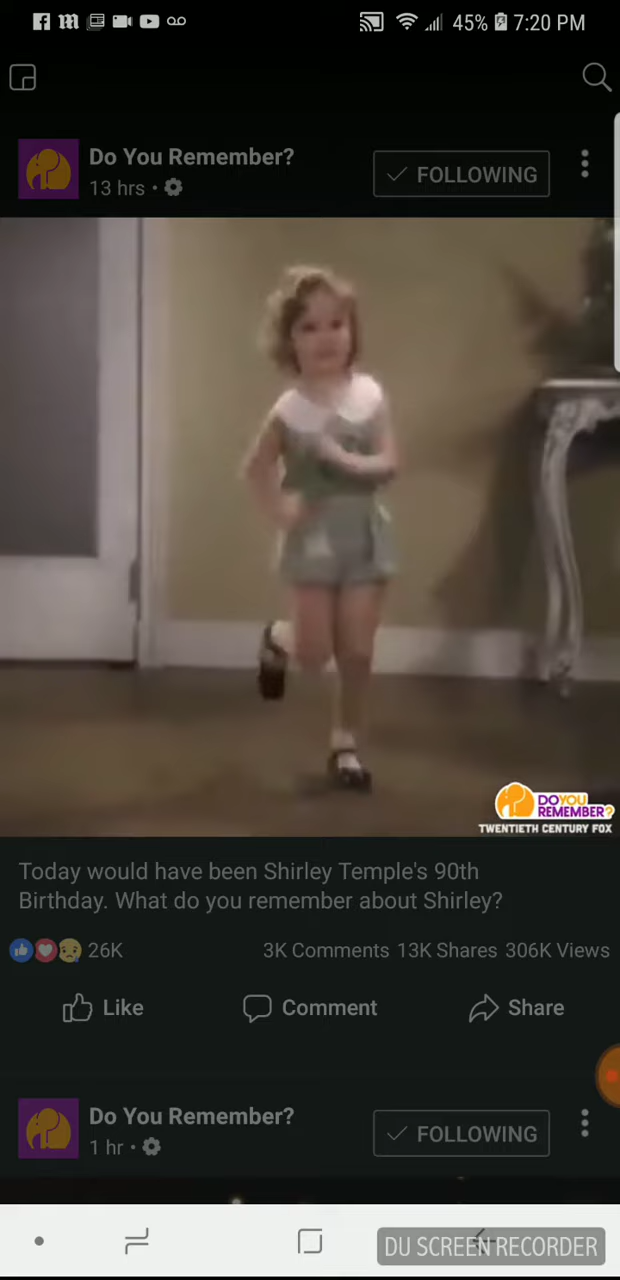 45% 7:20 PM
Do You Remember?
13 hrs •
FOLLOWING
DOYOU
REMEMBER?
TWENTIETH CENTURY FOX
Today would have been Shirley Temple's 90th
Birthday. What do you remember about Shirley?
26K
3K Comments 13K Shares 306K Views
Like
Comment
Share
Do You Remember?
1 hr •
FOLLOWING
DU SCREEN RECORDER